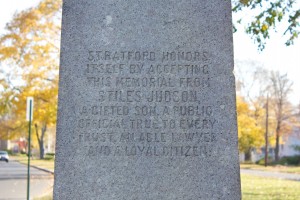 STRATFORD HONORS
ITSELF BY ACCEPTING
THIS MEMORIAL FROM
STILES JUDSON
A GIFTED SON, A PUBLIC
OFFICIAL TRUE TO EVERY
TRUST, AN ABLE LAWYER
AND A LOYAL CITIZEN.